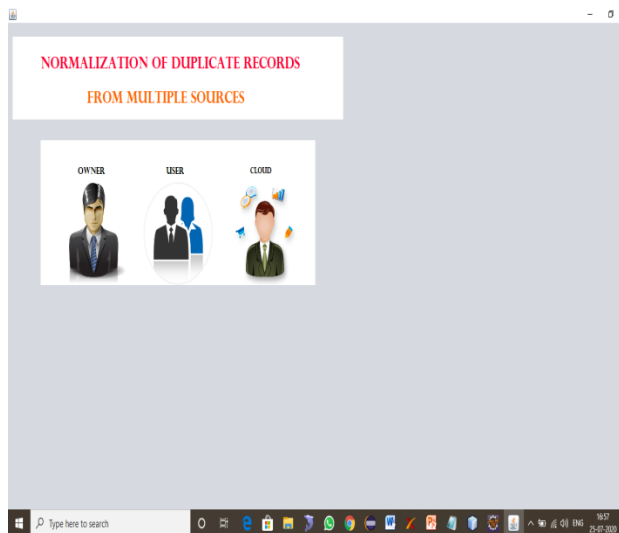 NORMALIZATION OF DUPLICATE RECORDS
FROM MULTIPLE SOURCES
OWNER USER CLOUD
Type here to search
ENG
16:57
25-07-2020